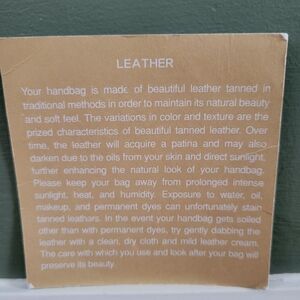 LEATHER
Your handbag is made of beautiful leather tanned in
traditional methods in order to maintain its natural beauty
and soft feel. The variations in color and texture are the
prized characteristics of beautiful tanned leather. Over
time, the leather will acquire a patina and may also
darken due to the oils from your skin and direct sunlight,
further enhancing the natural look of your handbag.
Please keep your bag away from prolonged intense
sunlight, heat, and humidity. Exposure to water, oil,
makeup, and permanent dyes can unfortunately stain
tanned leathars. In the event your handbag gets soiled
other than with permanent dyes, try gently dabbing the
leather with a clean, dry cloth and mild leather cream.
The care with which you use and look after your bag will
preserve its beauty.